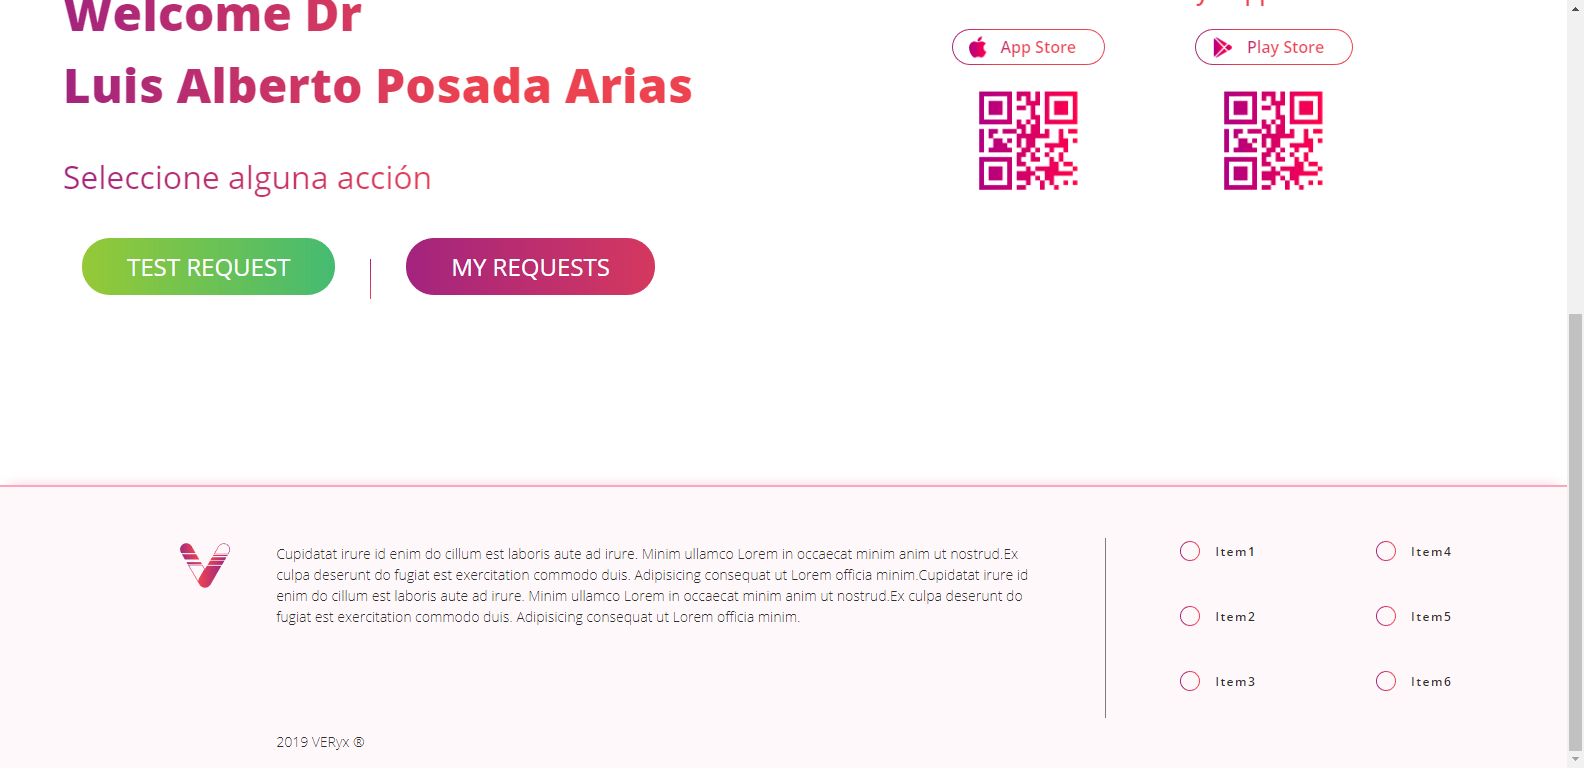 Welcome Dr
Luis Alberto Posada Arias
Seleccione alguna acción
TEST REQUEST
MY REQUESTS
App Store
Play Store
Cupidatat irure id enim do cillum est laboris aute ad irure. Minim ullamco Lorem in occaecat minim anim ut nostrud.Ex
culpa deserunt do fugiat est exercitation commodo duis. Adipisicing consequat ut Lorem officia minim.Cupidatat irure id
enim do cillum est laboris aute ad irure. Minim ullamco Lorem in occaecat minim anim ut nostrud.Ex culpa deserunt do
fugiat est exercitation commodo duis. Adipisicing consequat ut Lorem officia minim.
2019 VERyx ®
Item1
Item4
Item2
Item5
Item3
Item6